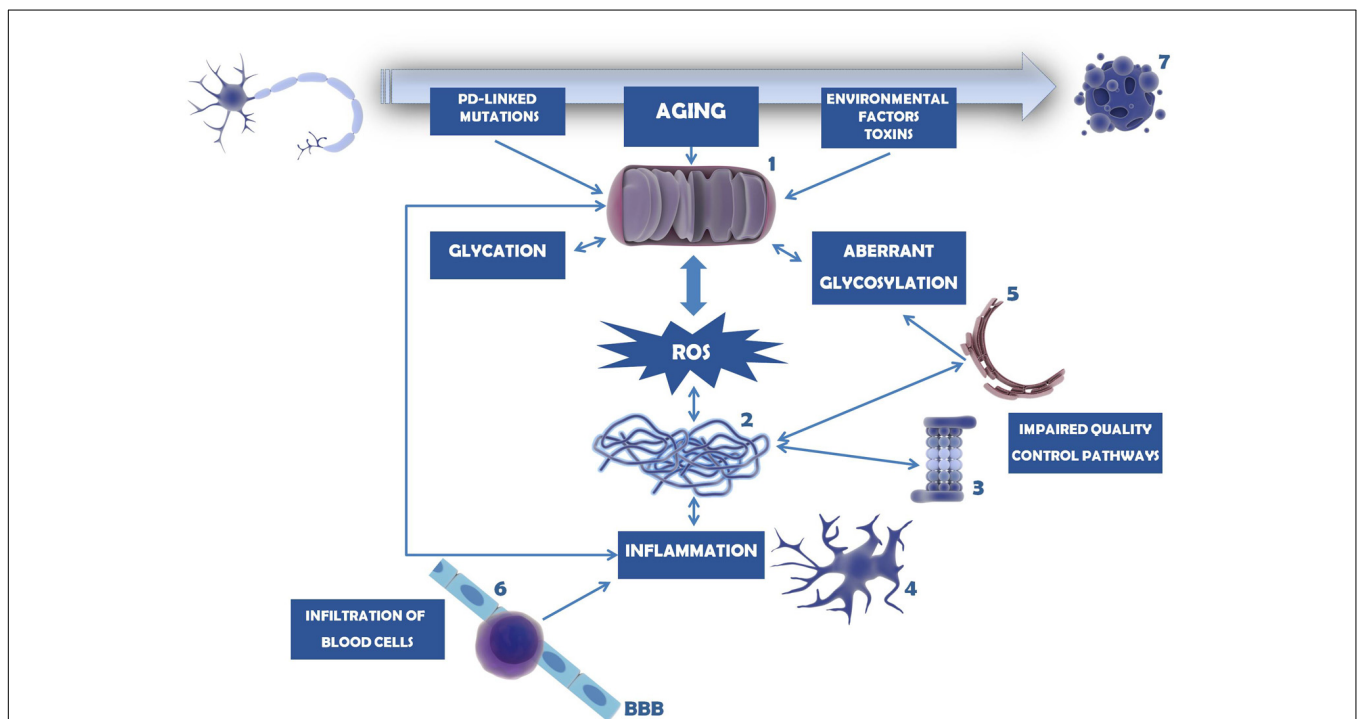 7
PD-LINKED
MUTATIONS
AGING
ENVIRONMENTAL
FACTORS
TOXINS
1
GLYCATION
ABERRANT
GLYCOSYLATION
5
ROS
2
IMPAIRED QUALITY
CONTROL PATHWAYS
3
INFLAMMATION
4
6
INFILTRATION OF
BLOOD CELLS
BBB